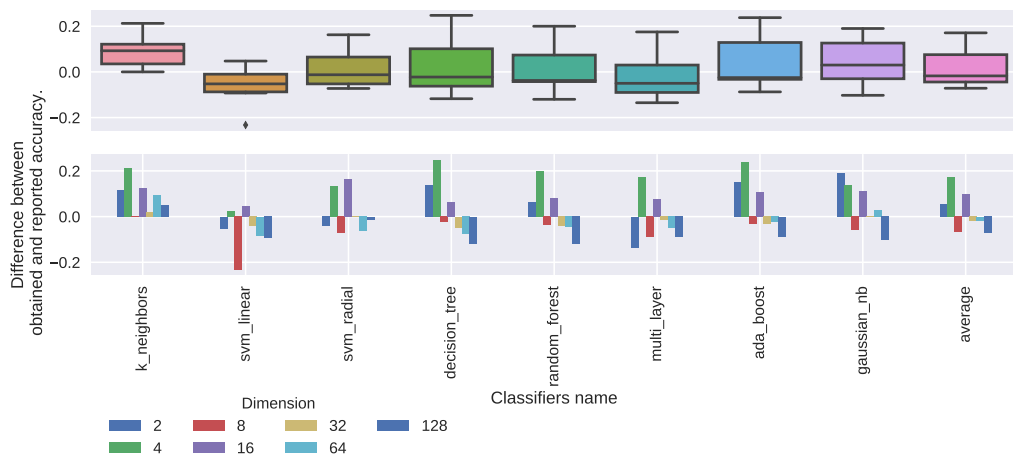 0.2
0.0
−0.2
0.2
0.0
−0.2
Difference between
obtained and reported accuracy.
k_neighbors
svm_linear
svm_radial
decision_tree
random_forest
multi_layer
ada_boost
gaussian_nb
average
Classifiers name
Dimension
2 8 32 128
4 16 64